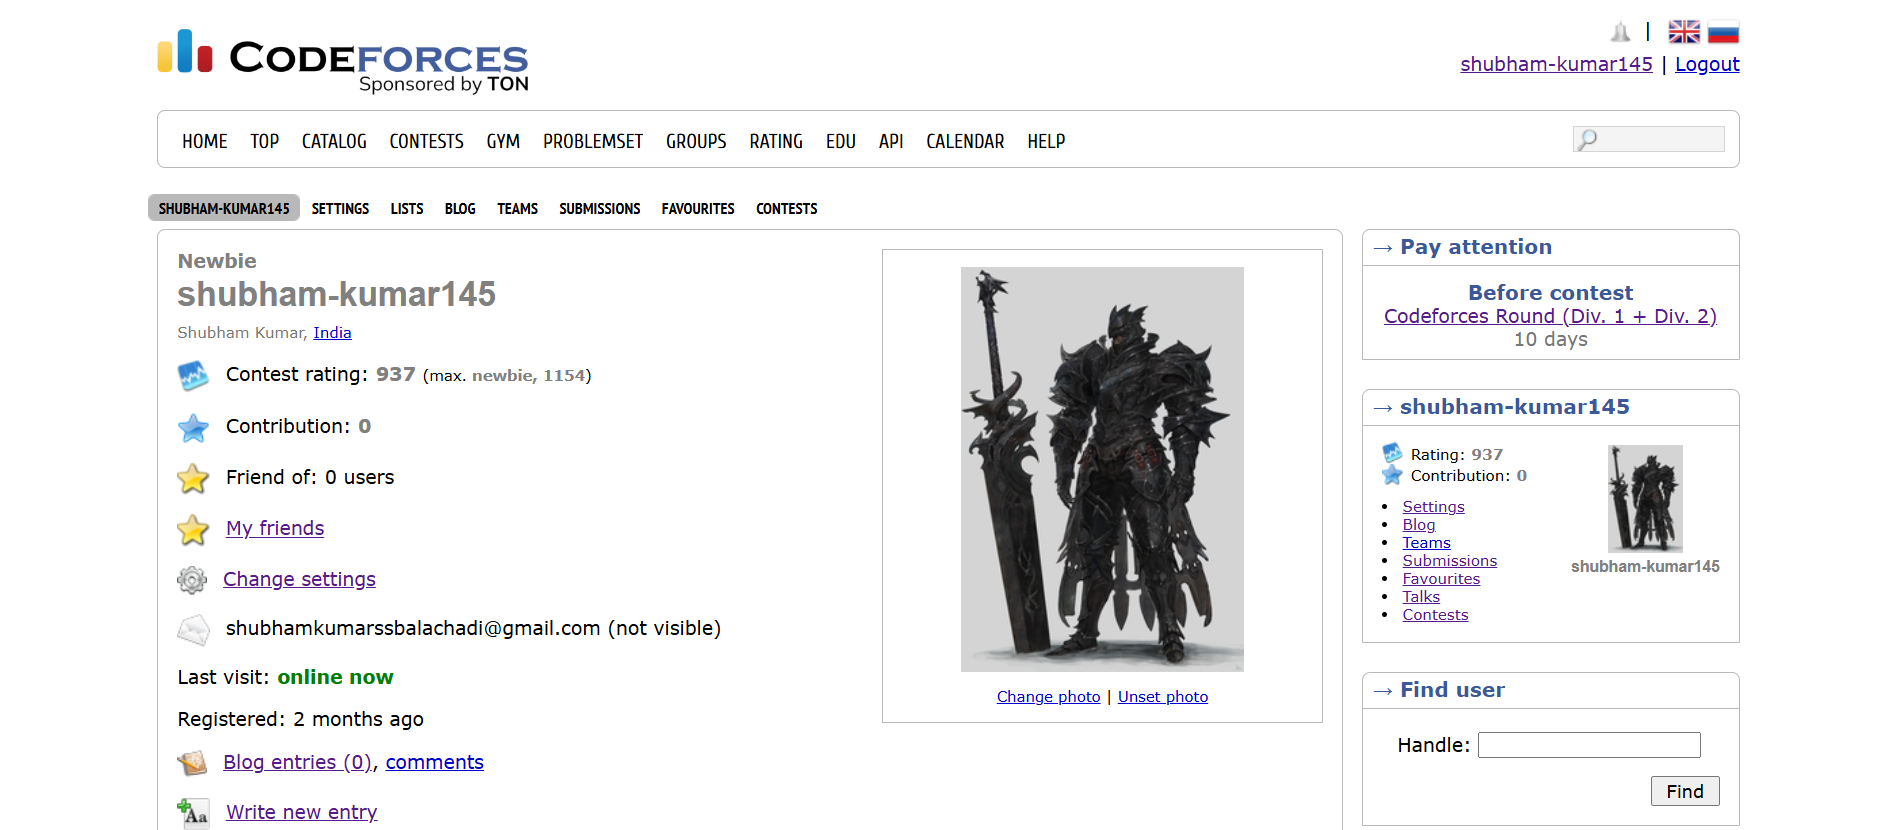 CODEFORCES
Sponsored by TON
|
shubham-kumar145 | Logout
HOME TOP CATALOG CONTESTS GYM PROBLEMSET GROUPS RATING EDU API CALENDAR HELP
SHUBHAM-KUMAR145 SETTINGS LISTS BLOG TEAMS SUBMISSIONS FAVOURITES CONTESTS
Newbie
shubham-kumar145
Shubham Kumar, India
Contest rating: 937 (max. newbie, 1154)
Contribution: 0
Friend of: 0 users
My friends
Change settings
shubhamkumarssbalachadi@gmail.com (not visible)
Last visit: online now
Registered: 2 months ago
Blog entries (0), comments
Aa Write new entry
Change photo | Unset photo
→ Pay attention
Before contest
Codeforces Round (Div. 1 + Div. 2)
10 days
→ shubham-kumar145
Rating: 937
Contribution: 0
• Settings
• Blog
• Teams
• Submissions
• Favourites
• Talks
• Contests
shubham-kumar145
→ Find user
Handle:
Find